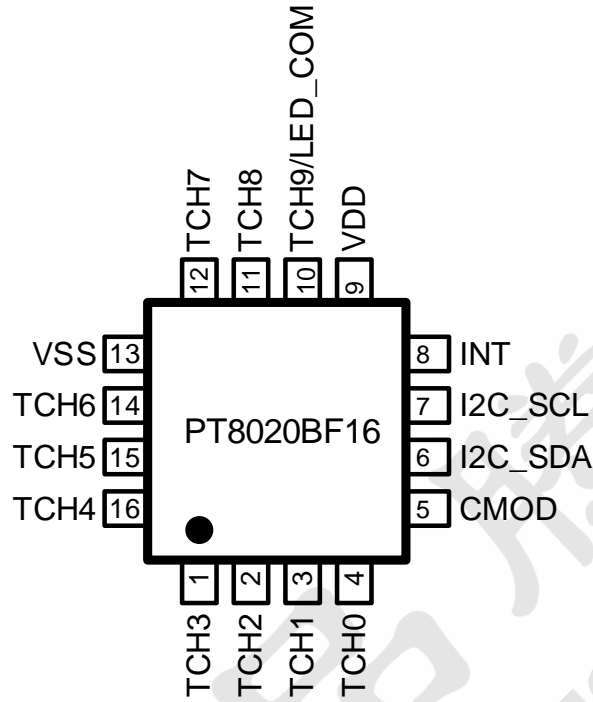 TCH7
TCH8
TCH9/LED_COM
VDD
12
11
10
9
VSS 13
8 INT
TCH6 14
7 I2C_SCL
TCH5 15
6 I2C_SDA
TCH4 16
5 CMOD
PT8020BF16
1
2
3
4
TCH3
TCH2
TCH1
TCH0